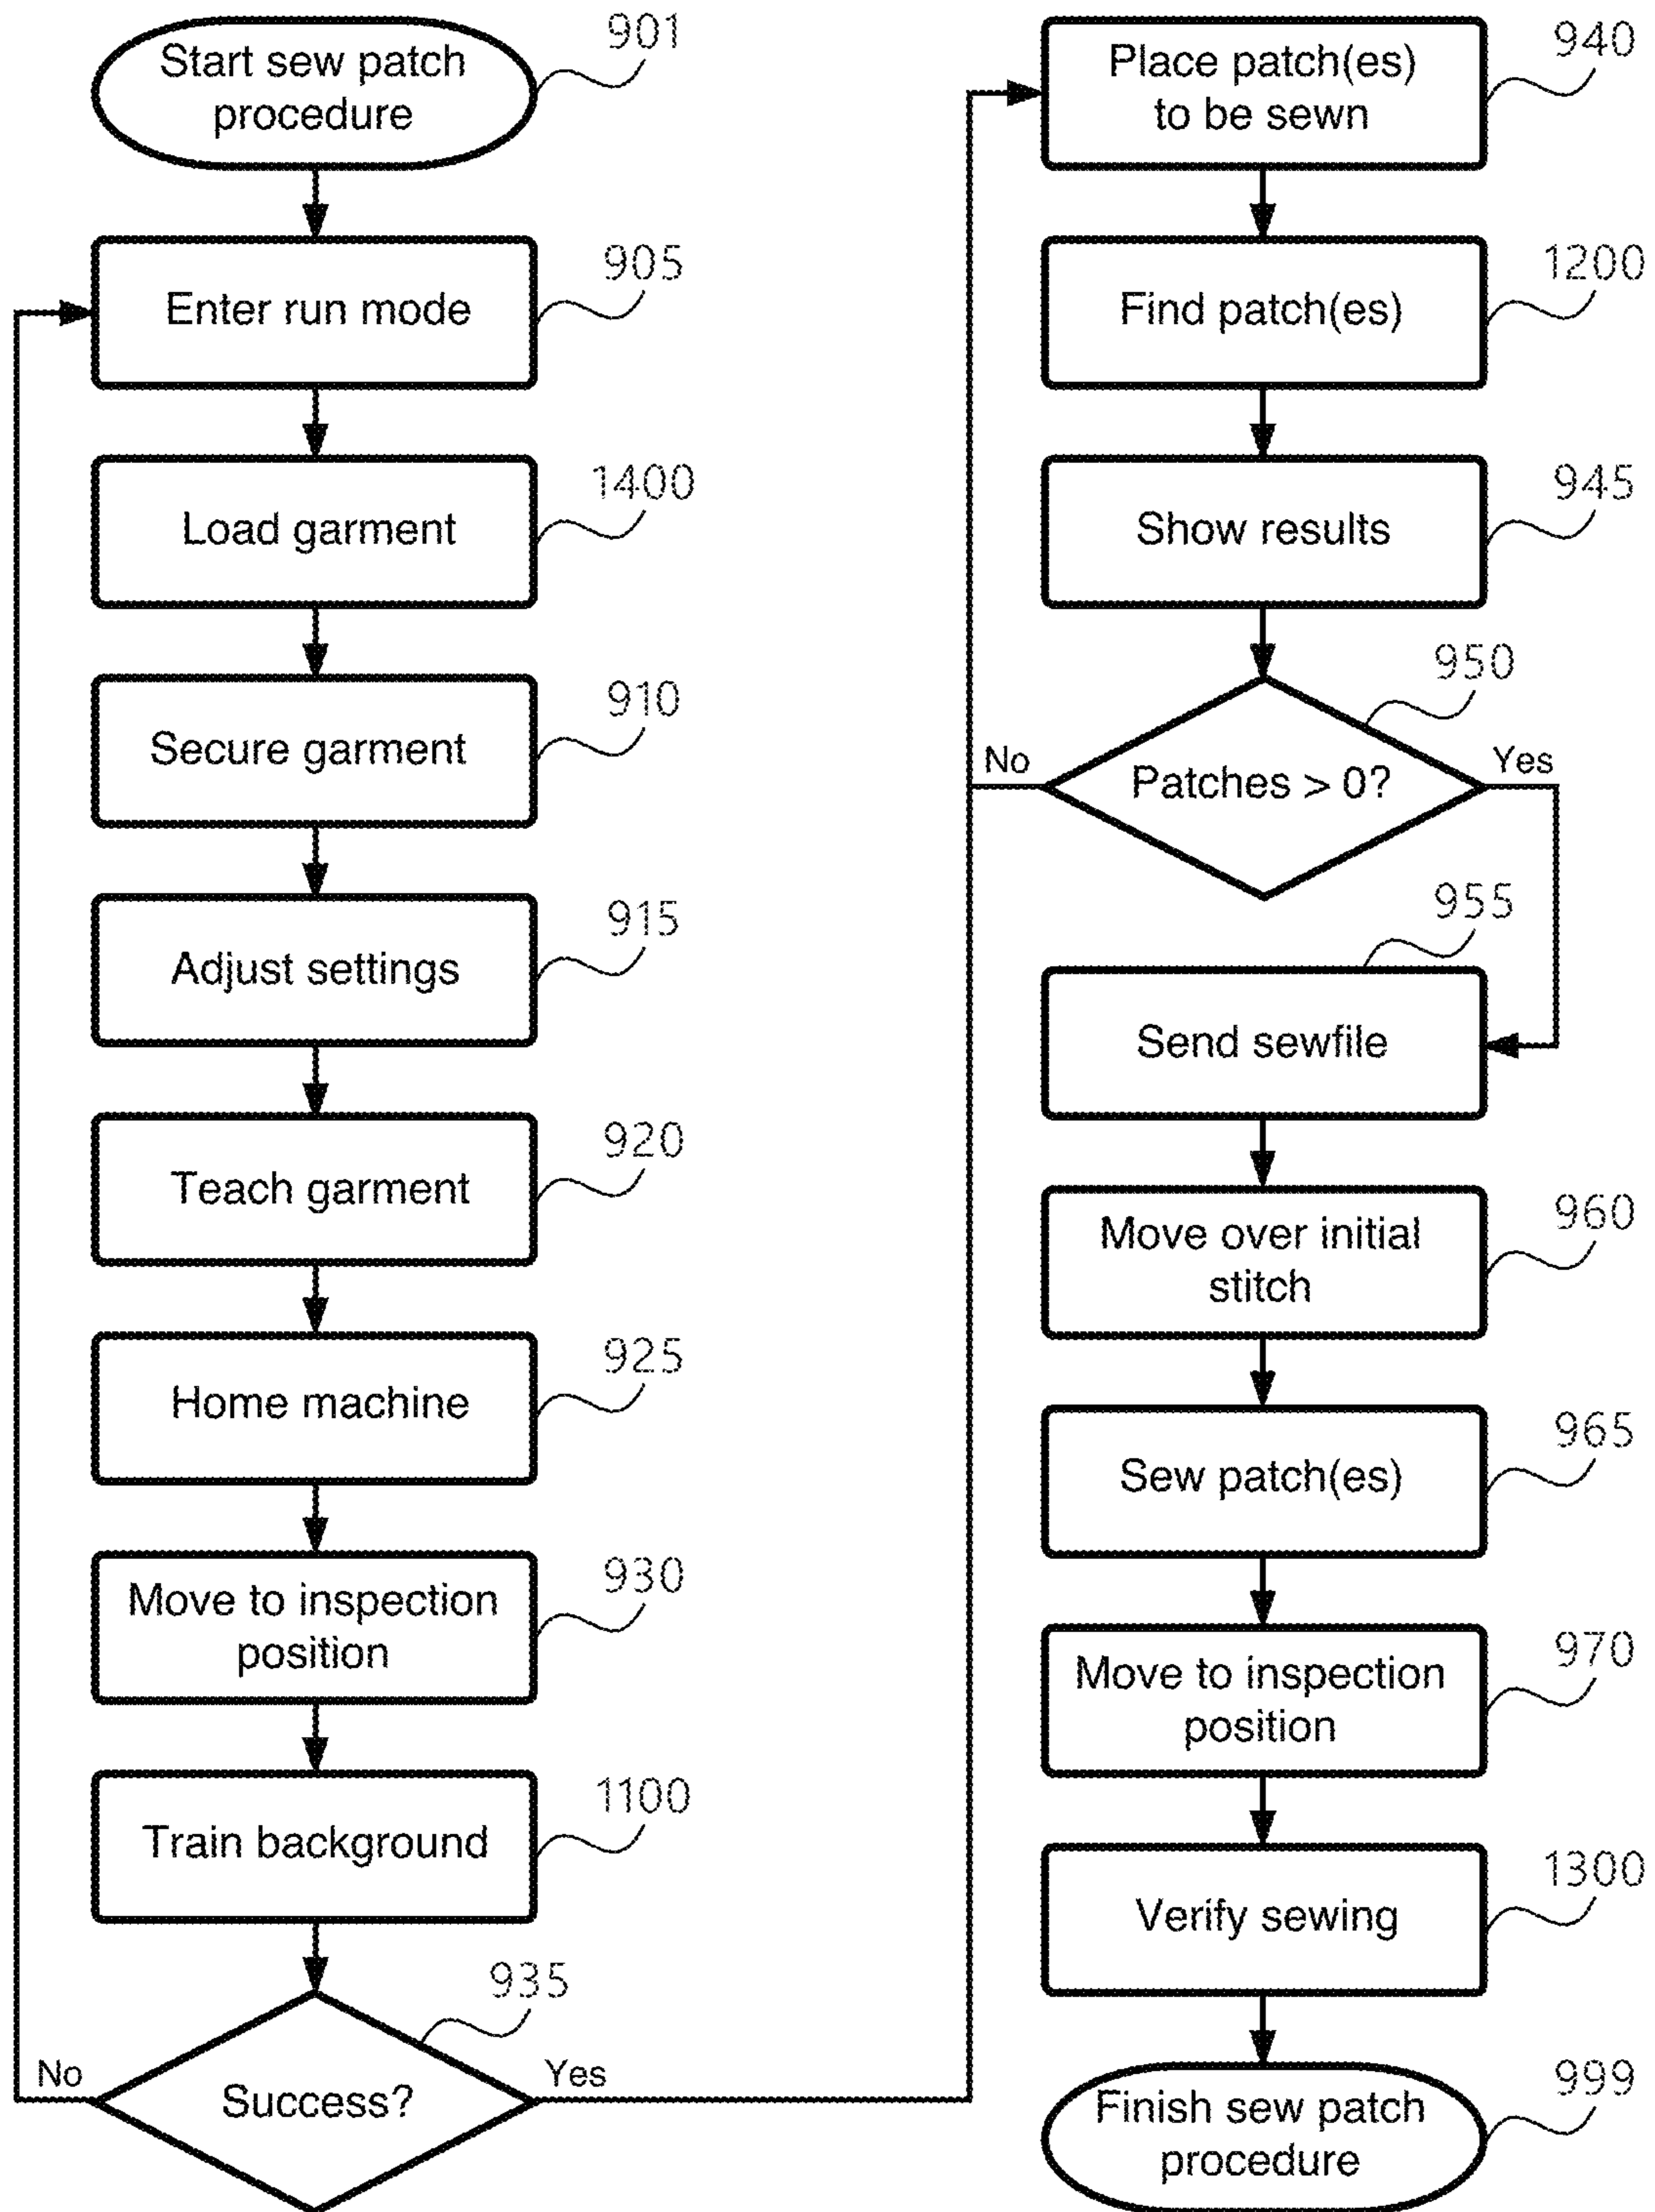 Start sew patch
procedure
901
Enter run mode
905
Load garment
1400
Secure garment
910
Adjust settings
915
Teach garment
920
Home machine
925
Move to inspection
position
930
Train background
1100
Success?
935
No
Yes
Place patch(es)
to be sewn
940
Find patch(es)
1200
Show results
945
Patches > 0?
950
No
Yes
Send sewfile
955
Move over initial
stitch
960
Sew patch(es)
965
Move to inspection
position
970
Verify sewing
1300
Finish sew patch
procedure
999